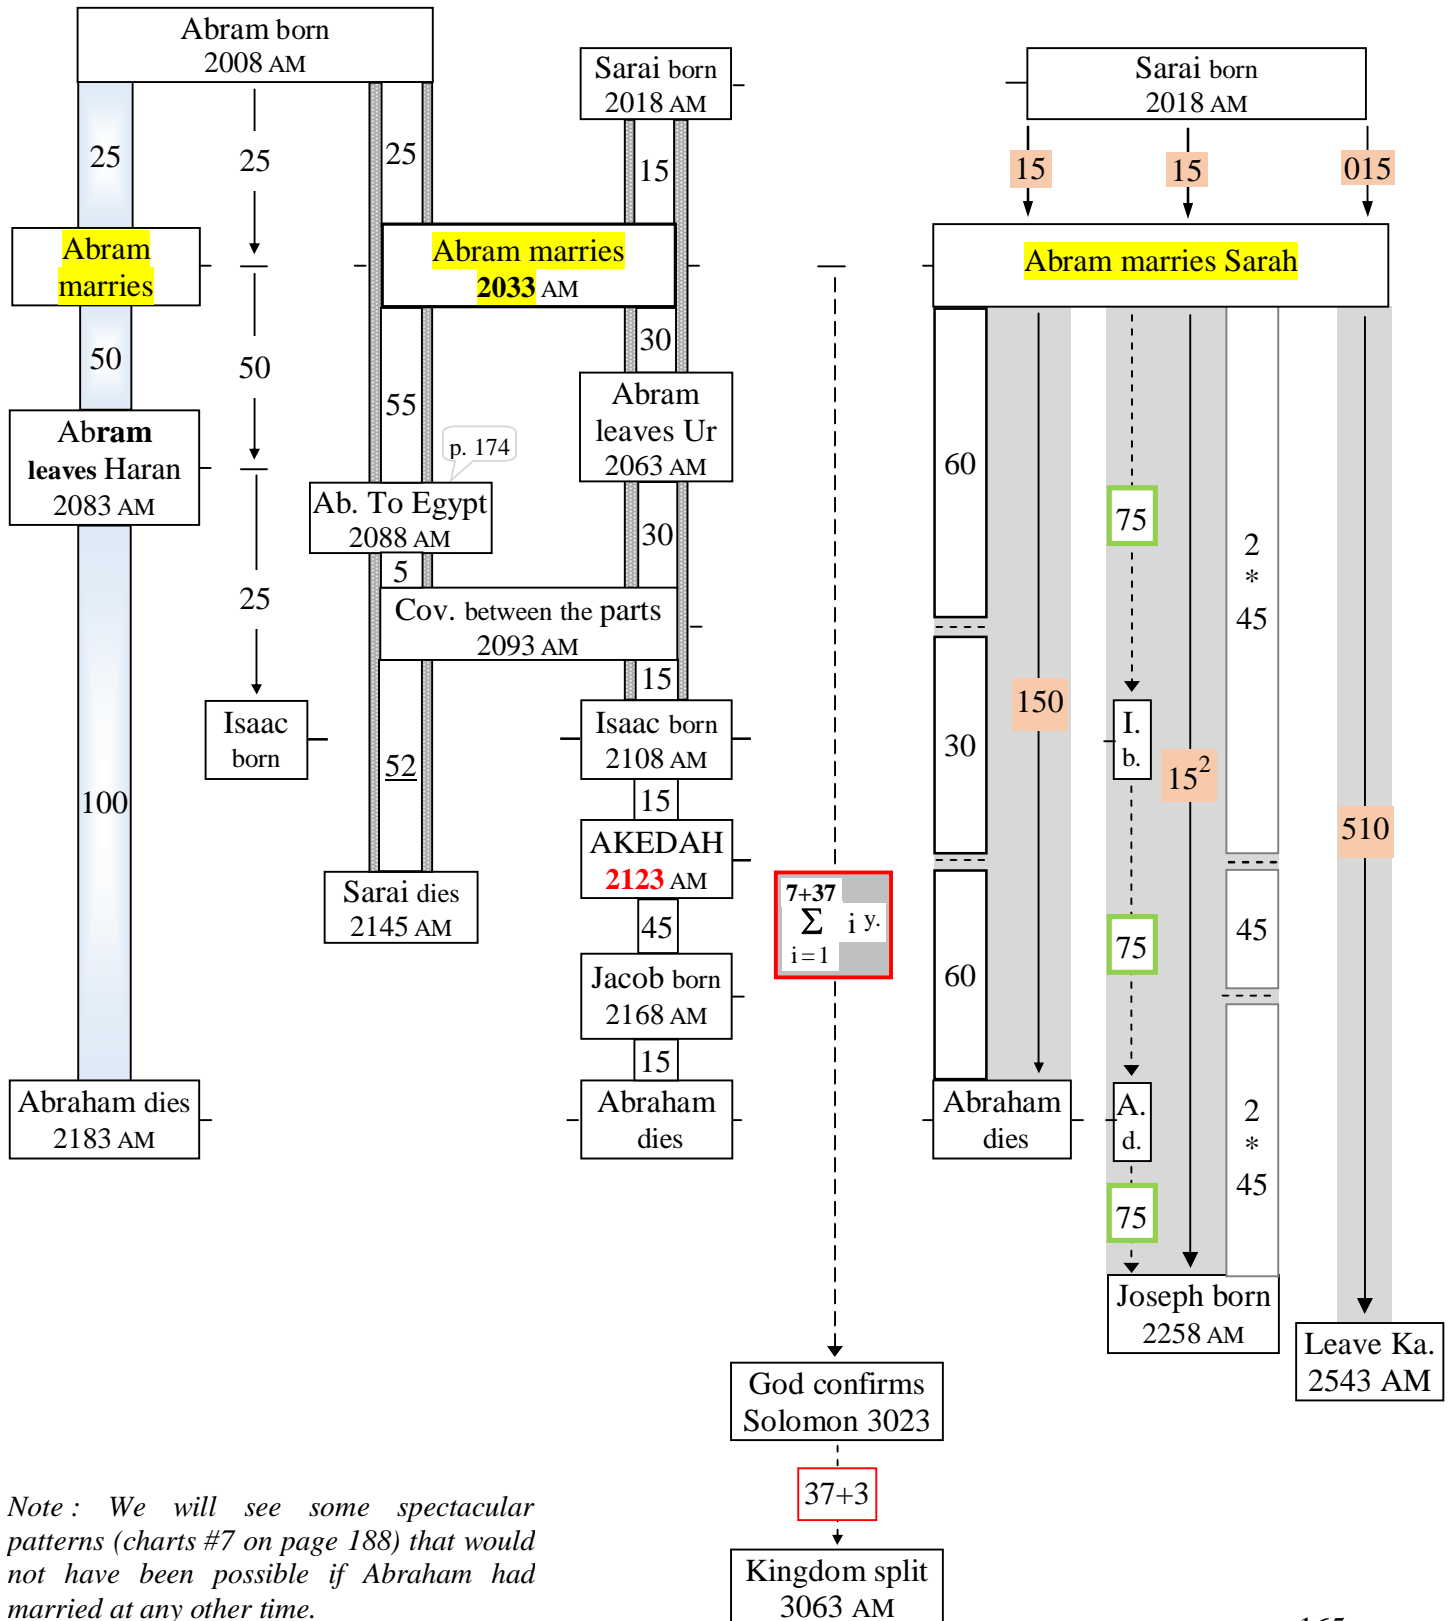 Abram born
2008 AM
Sarai born
2018 AM
Sarai born
2018 AM
25
25
25
15
15
15
015
Abram
marries
Abram marries
2033 AM
Abram marries Sarah
50
50
55
30
Abram
leaves Haran
2083 AM
p. 174
Ab. To Egypt
2088 AM
Abram
leaves Ur
2063 AM
60
75
2
*
45
25
5
30
Cov. between the parts
2093 AM
15
Isaac
born
52
Isaac born
2108 AM
30
150
I.
b.
15²
100
15
510
AKEDAH
2123 AM
Sarai dies
2145 AM
7+37
Σ i y.
i=1
45
60
75
45
Jacob born
2168 AM
15
Abraham dies
2183 AM
Abraham
dies
Abraham
dies
A.
d.
2
*
45
75
Joseph born
2258 AM
Leave Ka.
2543 AM
God confirms
Solomon 3023
37+3
Kingdom split
3063 AM
Note : We will see some spectacular
patterns (charts #7 on page 188) that would
not have been possible if Abraham had
married at any other time.